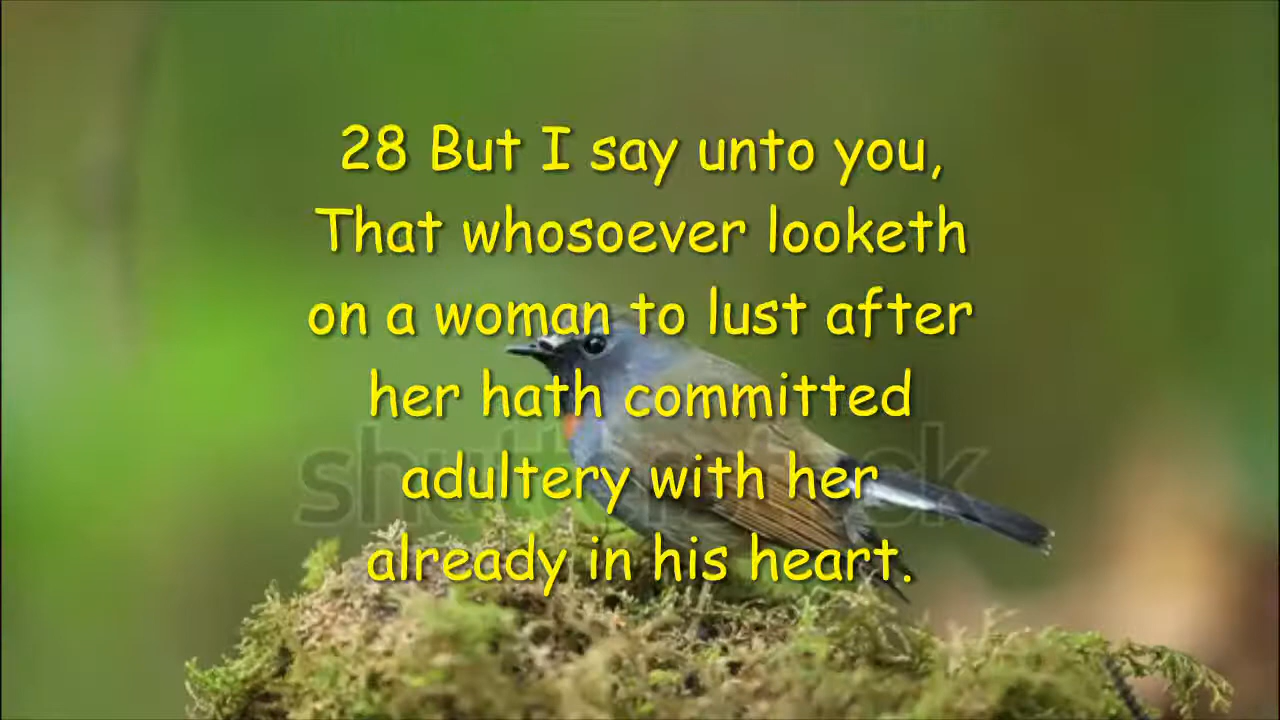 28 But I say unto you,
That whosoever looketh
on a woman to lust after
her hath committed
shutterstock
adultery with her
already in his heart.